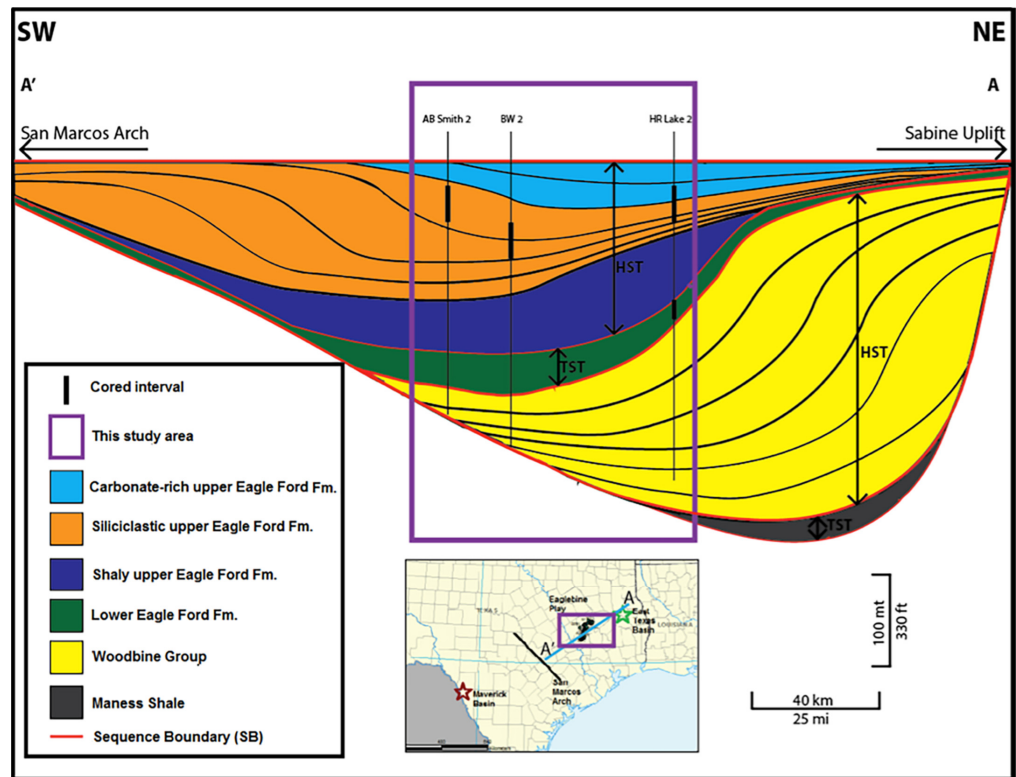 SW
NE
A'
A
San Marcos Arch
Sabine Uplift
AB Smith 2
BW 2
HR Lake 2
HST
TST
HST
TST
Cored interval
This study area
Carbonate-rich upper Eagle Ford Fm.
Siliciclastic upper Eagle Ford Fm.
Shaly upper Eagle Ford Fm.
Lower Eagle Ford Fm.
Woodbine Group
Maness Shale
Sequence Boundary (SB)
Eaglebine
Play
TEXAS
A
East
Texas
Basin
LOUISIANA
A'
San
Marcos
Arch
Maverick
Basin
100 mt
330 ft
40 km
25 mi